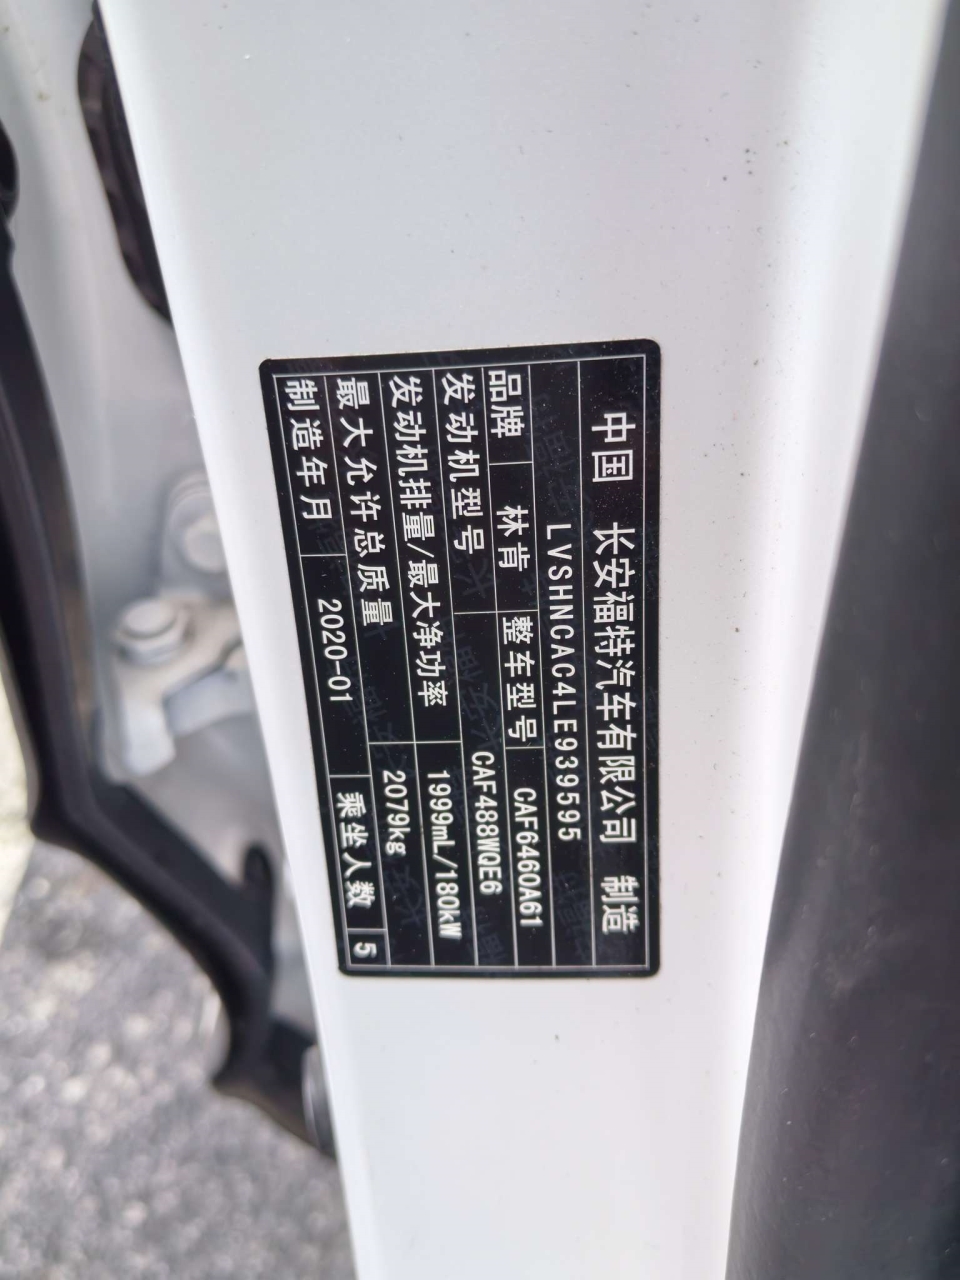 中国 长安福特汽车有限公司 制造
LVSHNCAC4LE939595
品牌 林肯 整车型号 CAF6460A61
发动机型号 CAF488WQE6
发动机排量/最大净功率 1999mL/180kW
最大允许总质量 2079kg
制造年月 2020-01 乘坐人数 5